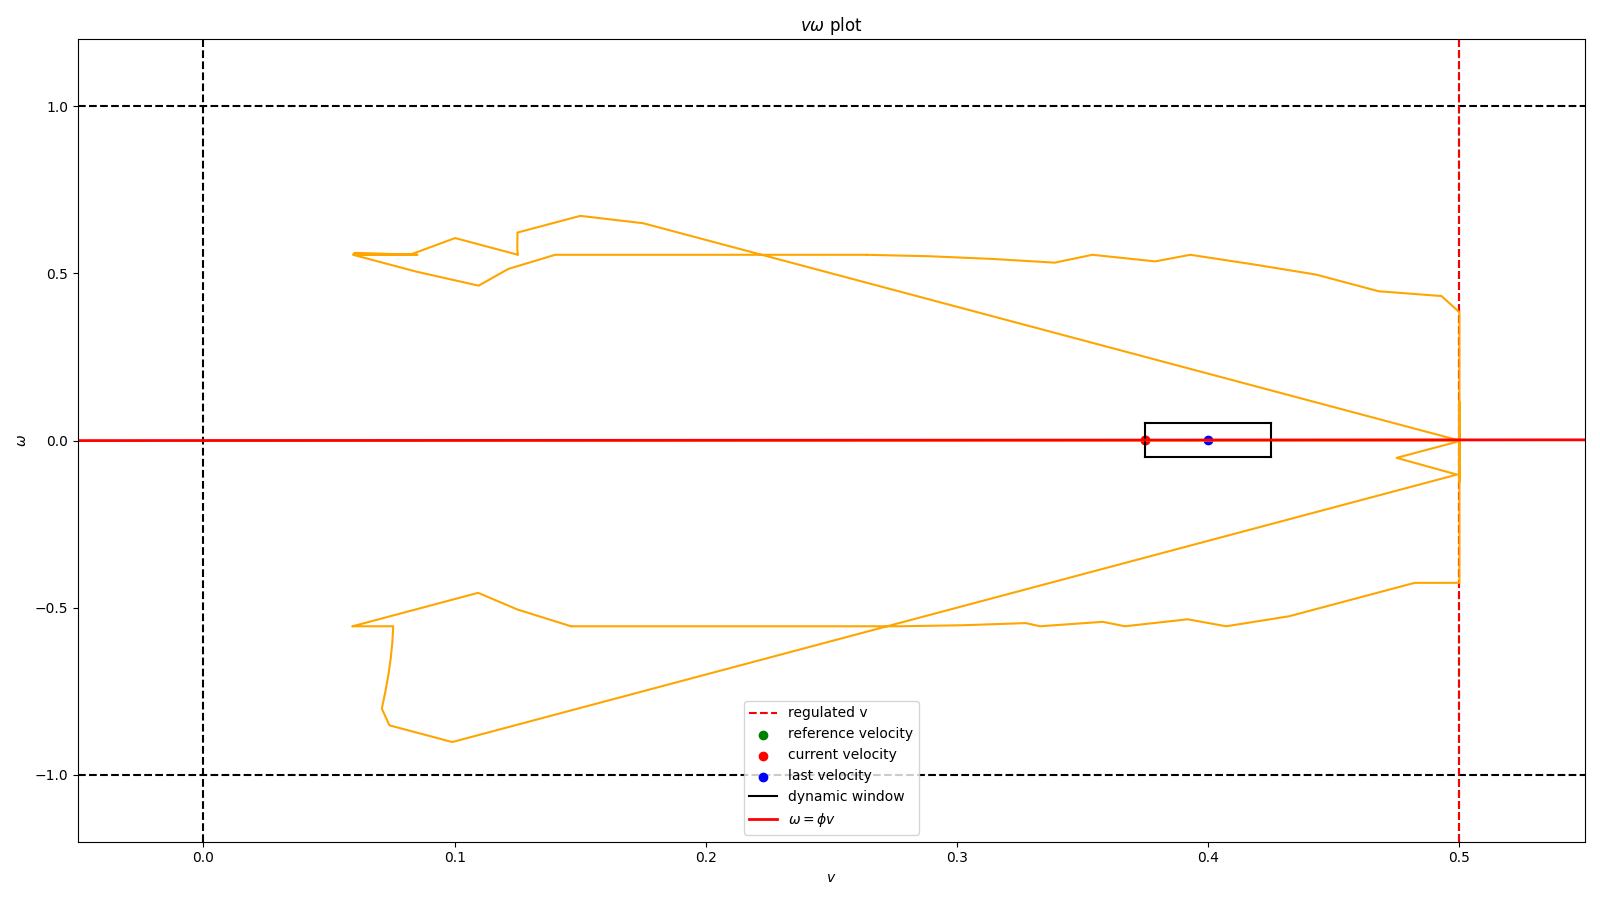 vω plot
1.0
0.5
0.0
−0.5
−1.0
ω
0.0
0.1
0.2
0.3
0.4
0.5
v
regulated v
reference velocity
current velocity
last velocity
dynamic window
ω = ϕv